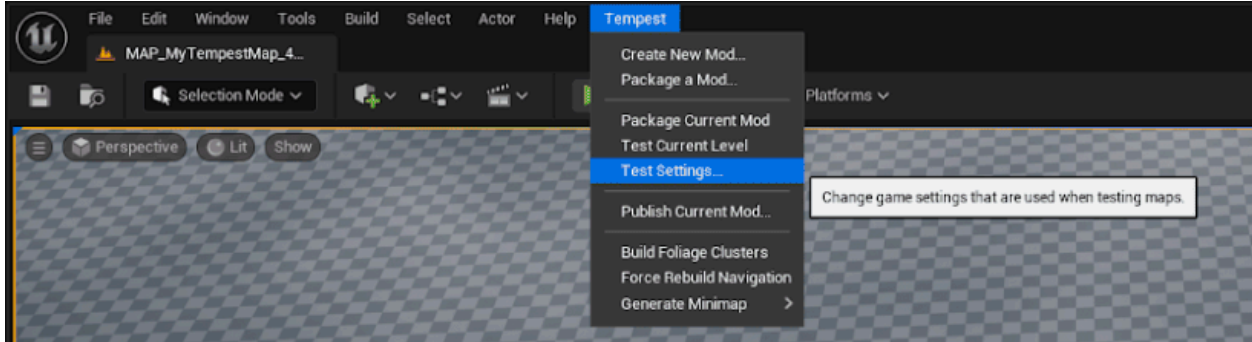 File Edit Window Tools Build Select Actor Help Tempest
MAP_MyTempestMap_4...
Selection Mode
Platforms
Perspective Lit Show
Create New Mod...
Package a Mod...
Package Current Mod
Test Current Level
Test Settings...
Change game settings that are used when testing maps.
Publish Current Mod...
Build Foliage Clusters
Force Rebuild Navigation
Generate Minimap